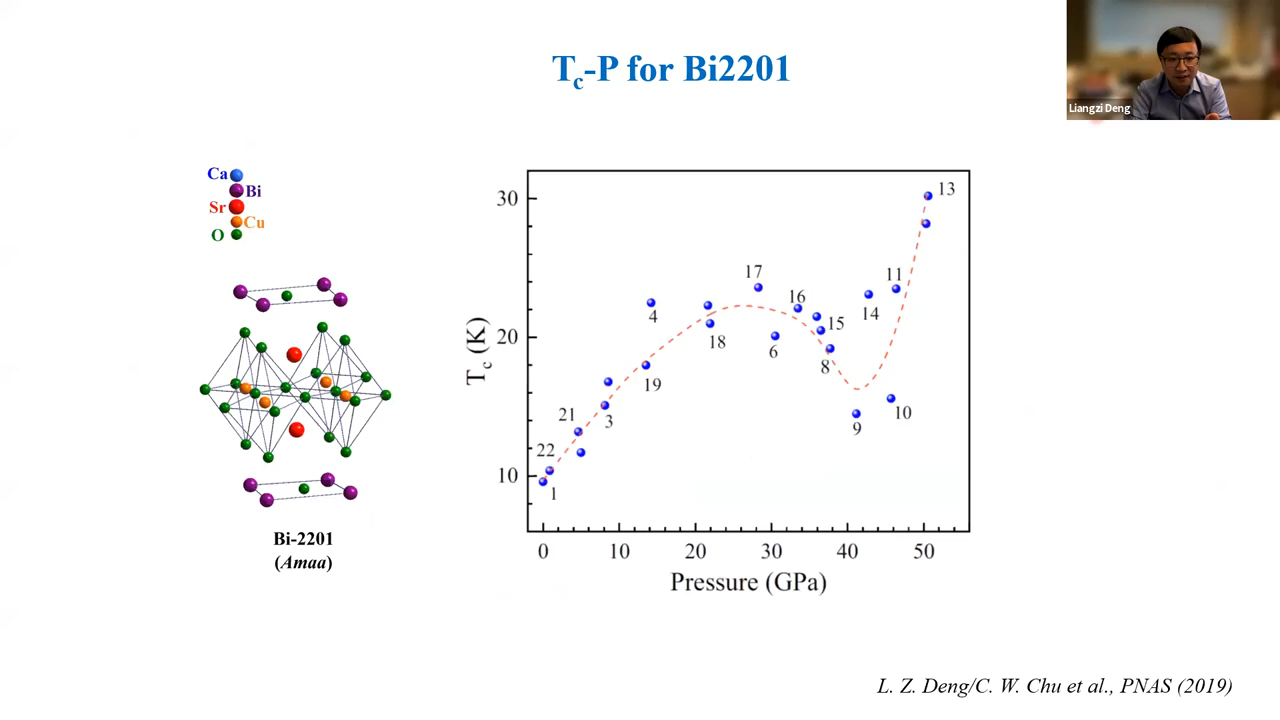 T_c-P for Bi2201
Liangzi Deng
Ca
Bi
Sr
Cu
O
Bi-2201
(Amaa)
T_c (K)
30
20
10
13
17
11
4
16
15
14
18
6
8
19
21
3
9
10
22
1
0 10 20 30 40 50
Pressure (GPa)
L. Z. Deng/C. W. Chu et al., PNAS (2019)